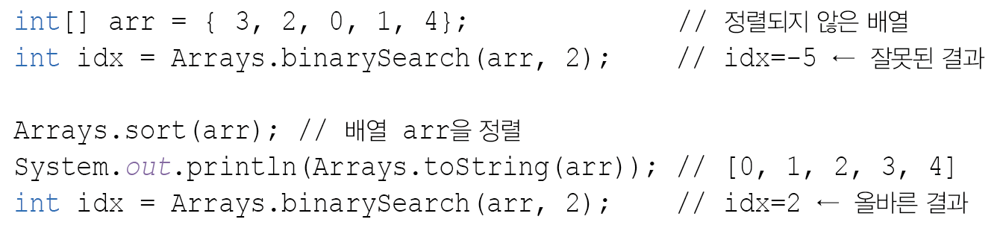 int[] arr = { 3, 2, 0, 1, 4}; // 정렬되지 않은 배열
int idx = Arrays.binarySearch(arr, 2); // idx=-5 ← 잘못된 결과
Arrays.sort(arr); // 배열 arr을 정렬
System.out.println(Arrays.toString(arr)); // [0, 1, 2, 3, 4]
int idx = Arrays.binarySearch(arr, 2); // idx=2 ← 올바른 결과